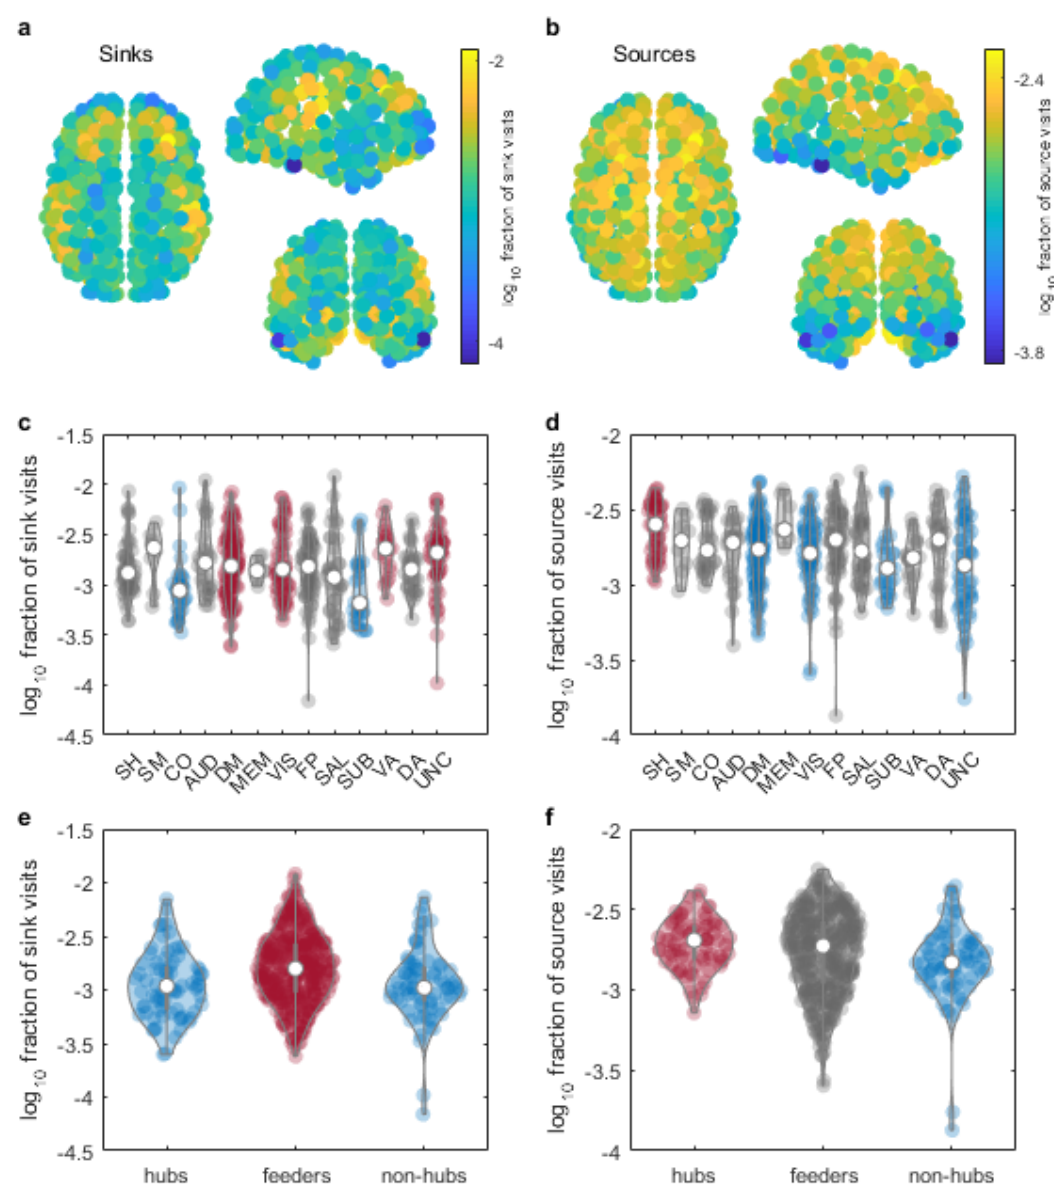 a
Sinks
-2
-4
log10 fraction of sink visits
b
Sources
-2.4
-3.8
log10 fraction of source visits
c
-1.5
-2
-2.5
-3
-3.5
-4
-4.5
log10 fraction of sink visits
SH SM CO AUD DM MEM VIS FP SAL SUB VA DA UNC
d
-2
-2.5
-3
-3.5
-4
log10 fraction of source visits
SH SM CO AUD DM MEM VIS FP SAL SUB VA DA UNC
e
-1.5
-2
-2.5
-3
-3.5
-4
-4.5
log10 fraction of sink visits
hubs feeders non-hubs
f
-2
-2.5
-3
-3.5
-4
log10 fraction of source visits
hubs feeders non-hubs